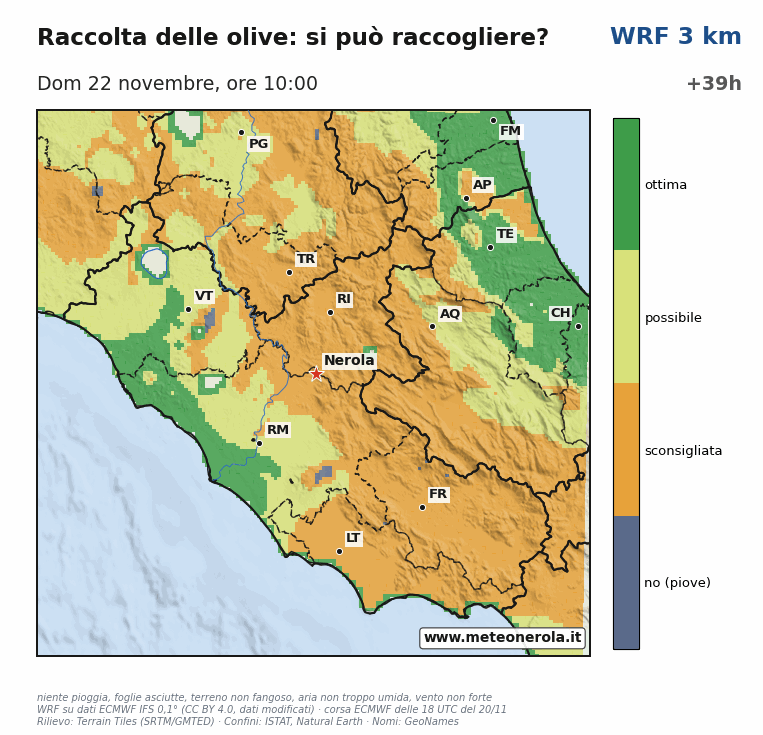 Raccolta delle olive: si può raccogliere?
WRF 3 km
Dom 22 novembre, ore 10:00
+39h
FM
PG
AP
TE
TR
VT
RI
AQ
CH
Nerola
RM
FR
LT
www.meteonerola.it
ottima
possibile
sconsigliata
no (piove)
niente pioggia, foglie asciutte, terreno non fangoso, aria non troppo umida, vento non forte
WRF su dati ECMWF IFS 0,1° (CC BY 4.0, dati modificati) · corsa ECMWF delle 18 UTC del 20/11
Rilievo: Terrain Tiles (SRTM/GMTED) · Confini: ISTAT, Natural Earth · Nomi: GeoNames